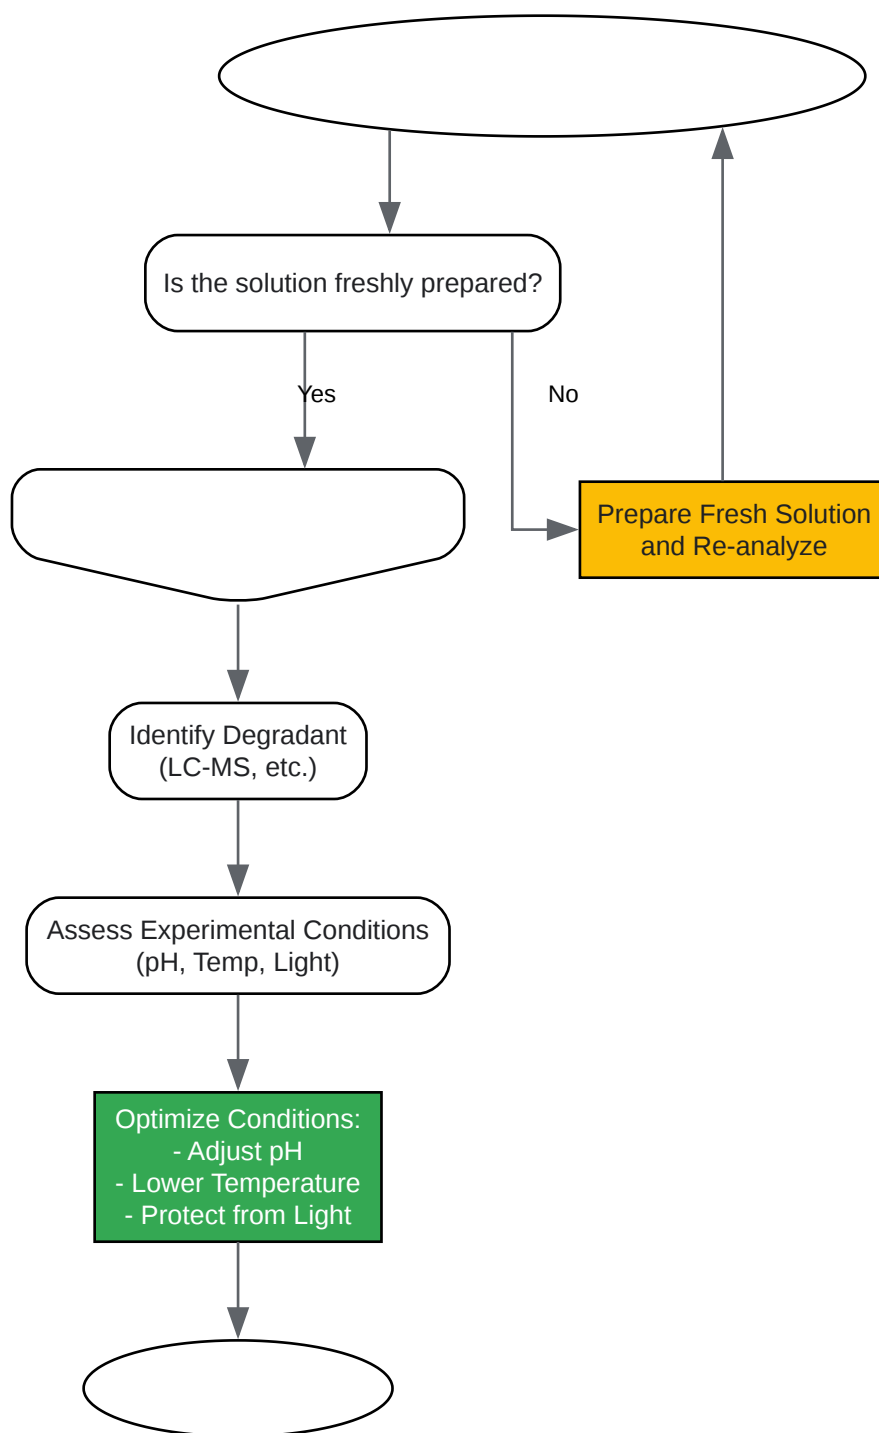 Is the solution freshly prepared?
Yes
No
Prepare Fresh Solution
and Re-analyze
Identify Degradant
(LC-MS, etc.)
Assess Experimental Conditions
(pH, Temp, Light)
Optimize Conditions:
- Adjust pH
- Lower Temperature
- Protect from Light